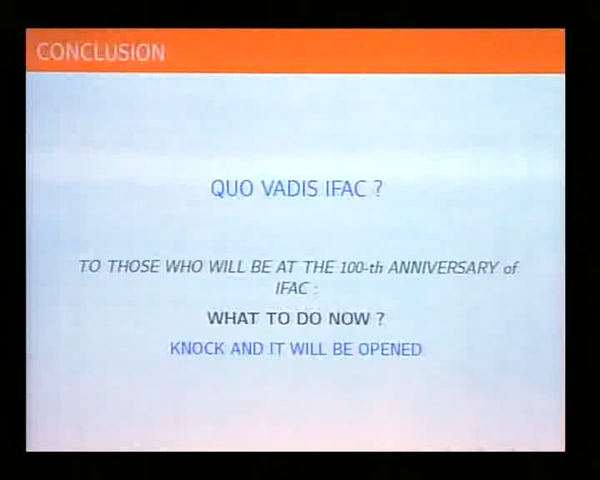 CONCLUSION
QUO VADIS IFAC ?
TO THOSE WHO WILL BE AT THE 100-th ANNIVERSARY of
IFAC :
WHAT TO DO NOW ?
KNOCK AND IT WILL BE OPENED